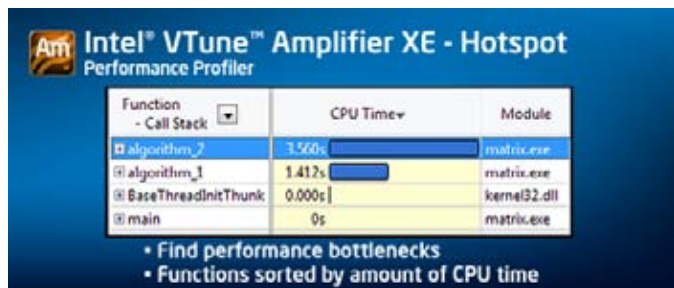 Am Intel® VTune™ Amplifier XE - Hotspot
Performance Profiler
Function
- Call Stack
CPU Time
Module
algorithm_2 3.560s matrix.exe
algorithm_1 1.412s matrix.exe
BaseThreadInitThunk 0.000s kernel32.dll
main 0s matrix.exe
• Find performance bottlenecks
• Functions sorted by amount of CPU time